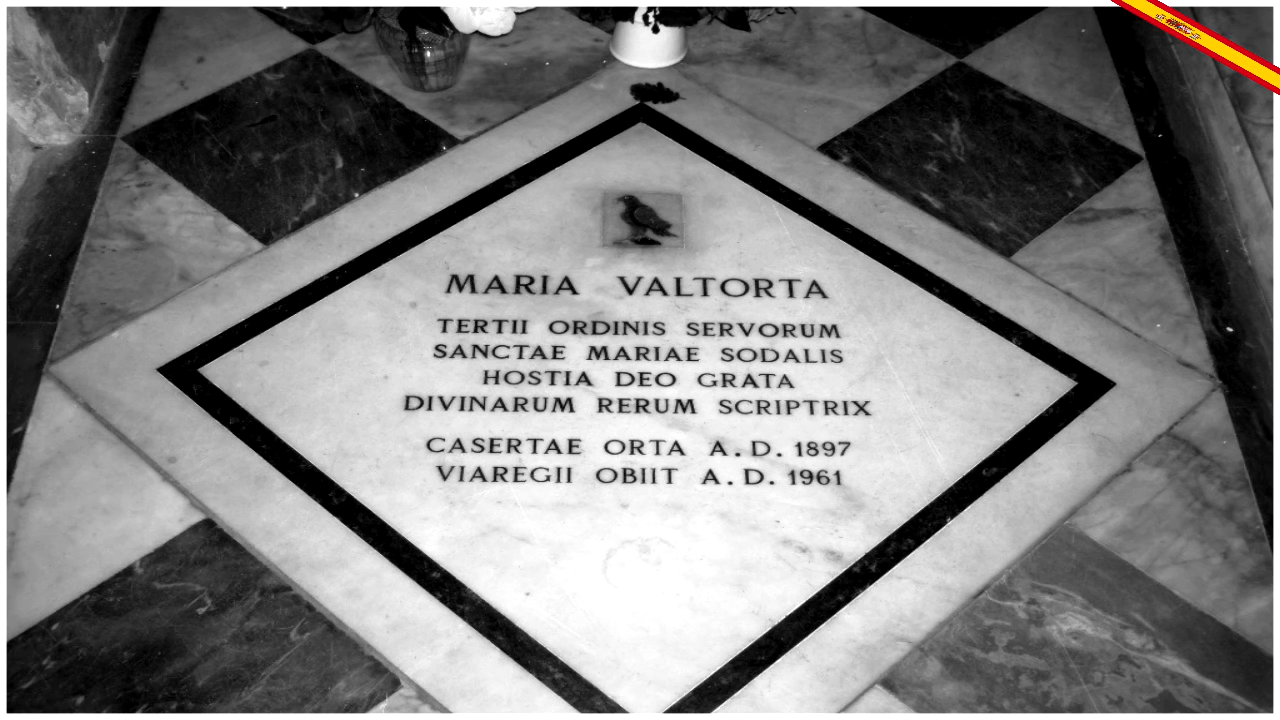 MARIA VALTORTA
TERTII ORDINIS SERVORUM
SANCTAE MARIAE SODALIS
HOSTIA DEO GRATA
DIVINARUM RERUM SCRIPTRIX
CASERTAE ORTA A.D. 1897
VIAREGII OBIIT A.D. 1961